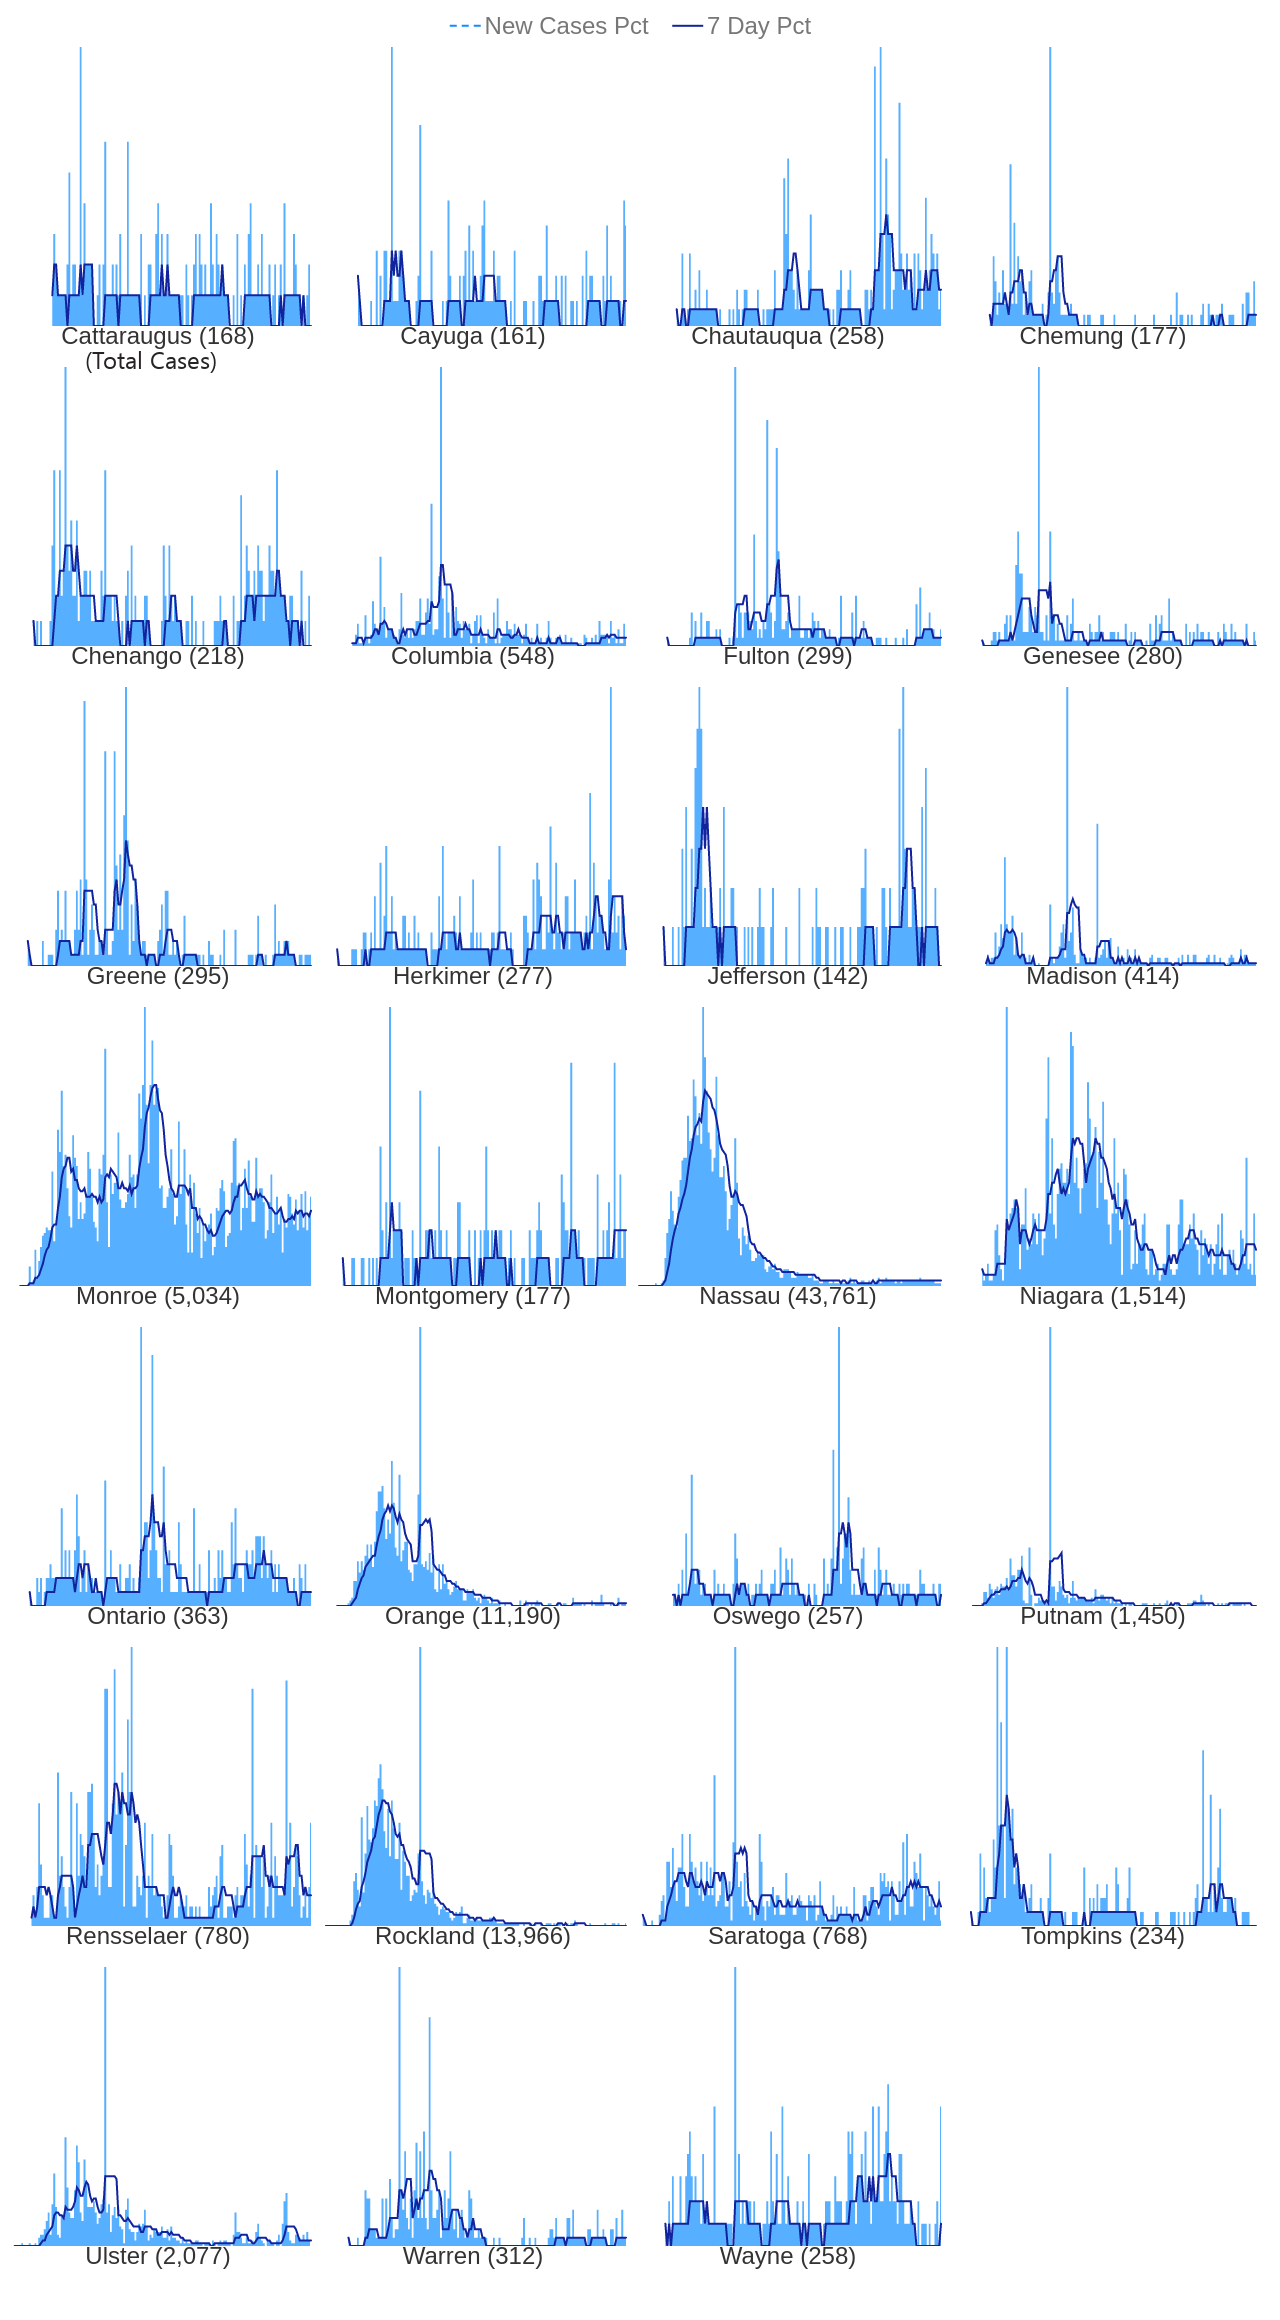 New Cases Pct 7 Day Pct
Cattaraugus (168) Cayuga (161) Chautauqua (258) Chemung (177)
(Total Cases)
Chenango (218) Columbia (548) Fulton (299) Genesee (280)
Greene (295) Herkimer (277) Jefferson (142) Madison (414)
Monroe (5,034) Montgomery (177) Nassau (43,761) Niagara (1,514)
Ontario (363) Orange (11,190) Oswego (257) Putnam (1,450)
Rensselaer (780) Rockland (13,966) Saratoga (768) Tompkins (234)
Ulster (2,077) Warren (312) Wayne (258)